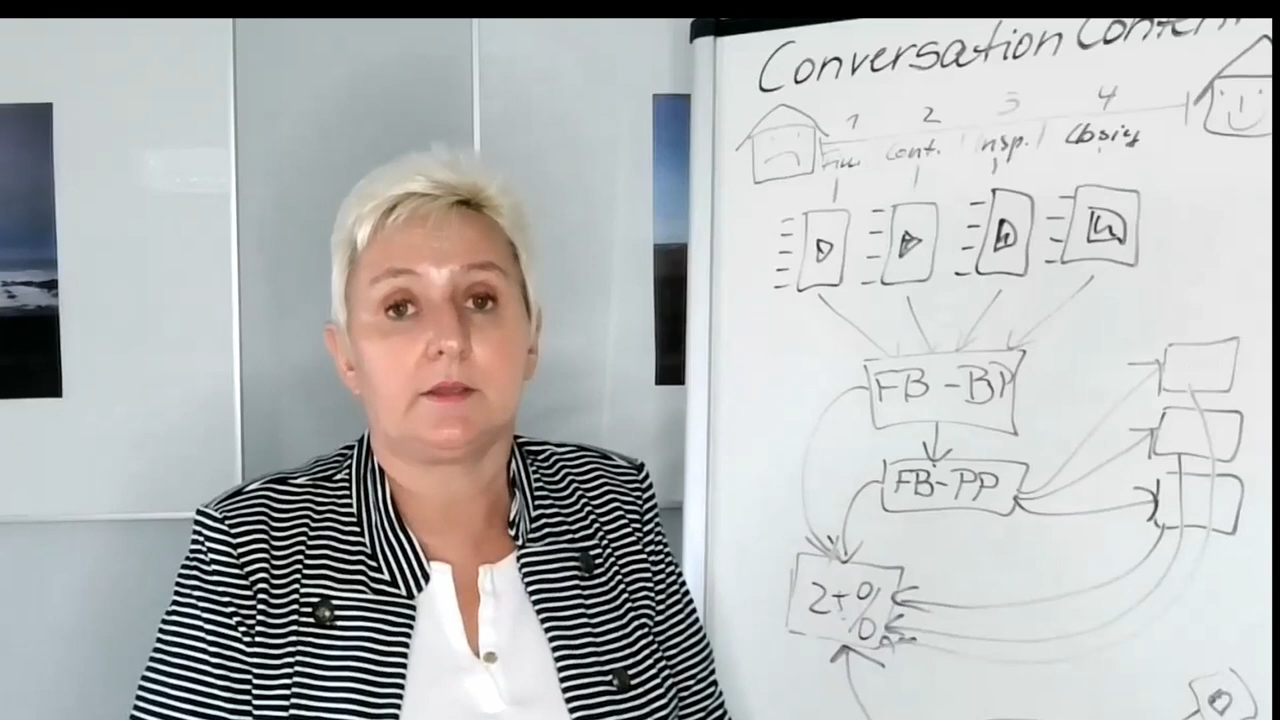 Conversation Conten
1 2 3 4
Cont. Insp. Closing
FB-BP
FB-PP
2+%